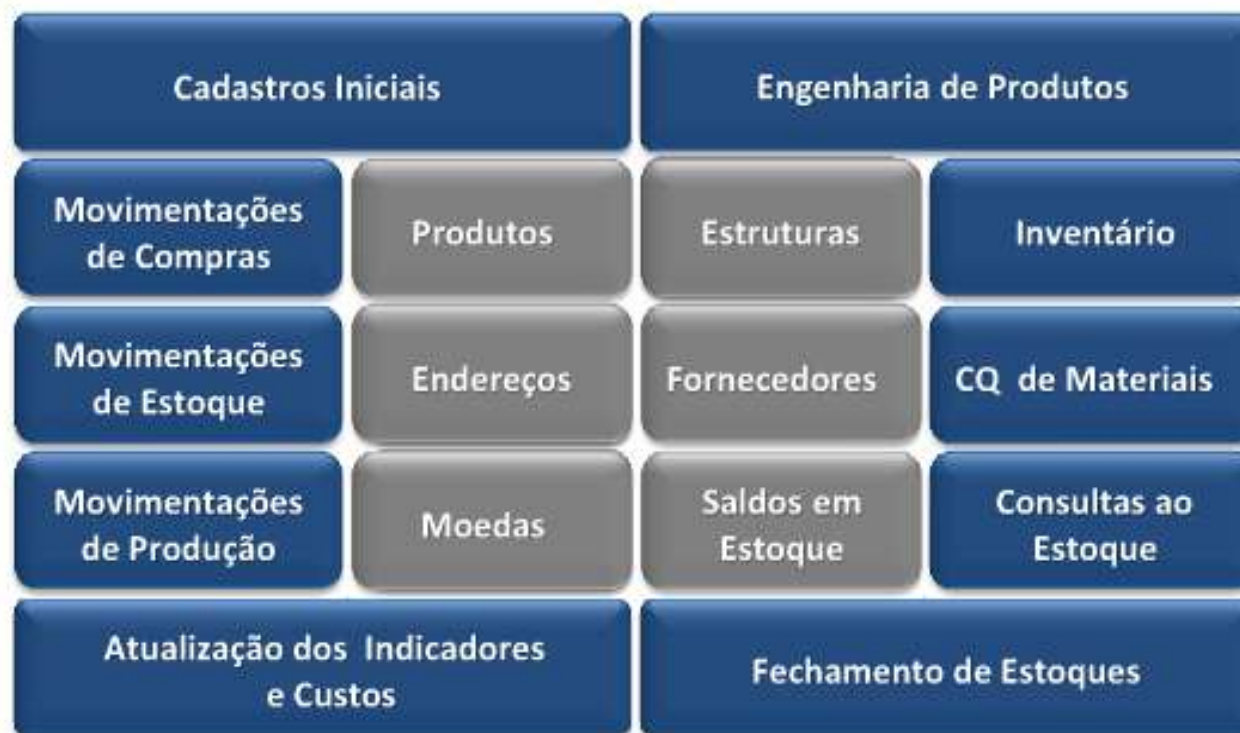 Cadastros Iniciais
Engenharia de Produtos
Movimentações
de Compras
Produtos
Estruturas
Inventário
Movimentações
de Estoque
Endereços
Fornecedores
CQ de Materiais
Movimentações
de Produção
Moedas
Saldos em
Estoque
Consultas ao
Estoque
Atualização dos Indicadores
e Custos
Fechamento de Estoques